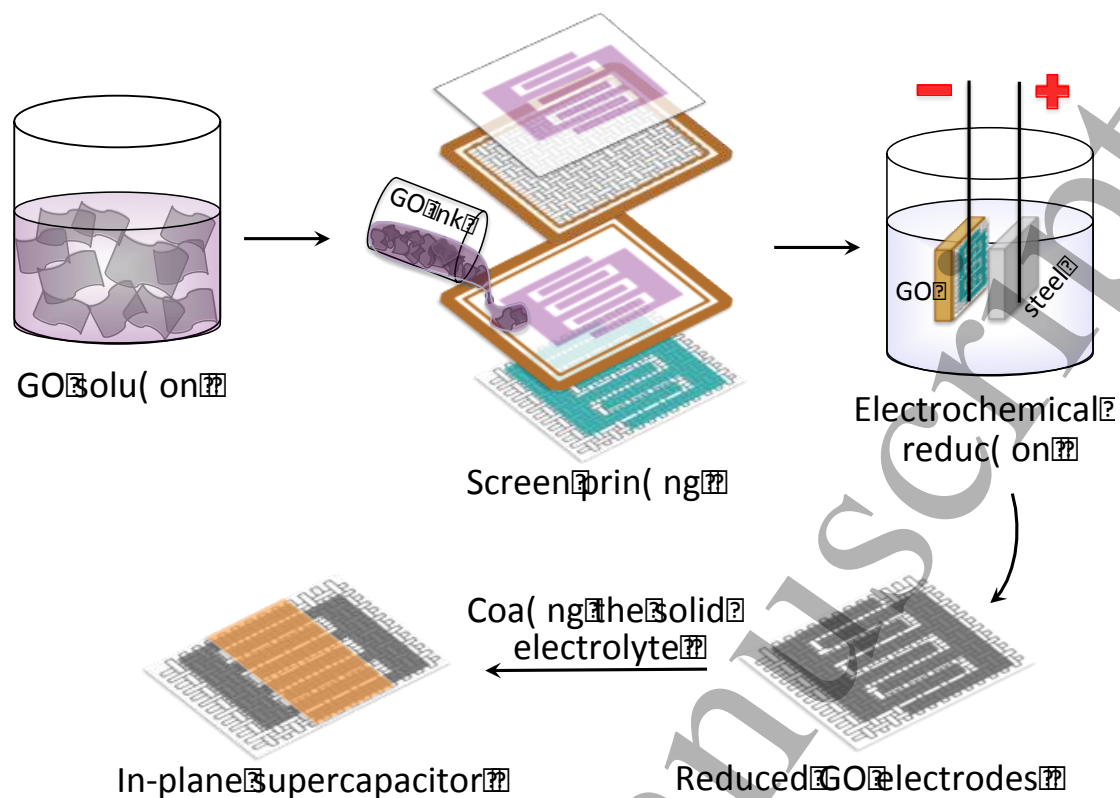 GO⍰ink⍰
GO⍰
steel⍰
GO⍰solu( on⍰⍰
Screen⍰prin( ng⍰⍰
Electrochemical⍰
reduc( on⍰⍰
Coa( ng⍰the⍰solid⍰
electrolyte⍰⍰
In-plane⍰supercapacitor⍰⍰
Reduced⍰GO⍰electrodes⍰⍰